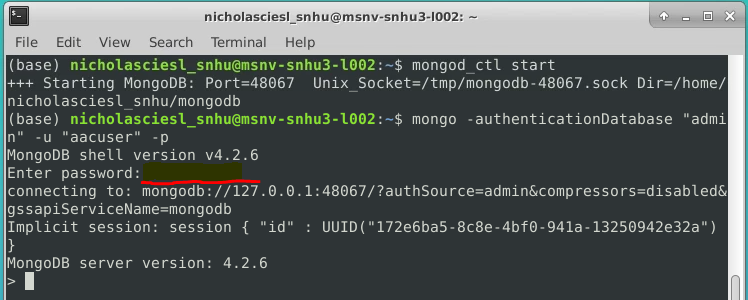 nicholasciesl_snhu@msnv-snhu3-l002: ~
File Edit View Search Terminal Help
(base) nicholasciesl_snhu@msnv-snhu3-l002:~$ mongod_ctl start
+++ Starting MongoDB: Port=48067  Unix_Socket=/tmp/mongodb-48067.sock Dir=/home/
nicholasciesl_snhu/mongodb
(base) nicholasciesl_snhu@msnv-snhu3-l002:~$ mongo -authenticationDatabase "admi
n" -u "aacuser" -p
MongoDB shell version v4.2.6
Enter password:
connecting to: mongodb://127.0.0.1:48067/?authSource=admin&compressors=disabled&
gssapiServiceName=mongodb
Implicit session: session { "id" : UUID("172e6ba5-8c8e-4bf0-941a-13250942e32a")
}
MongoDB server version: 4.2.6
>